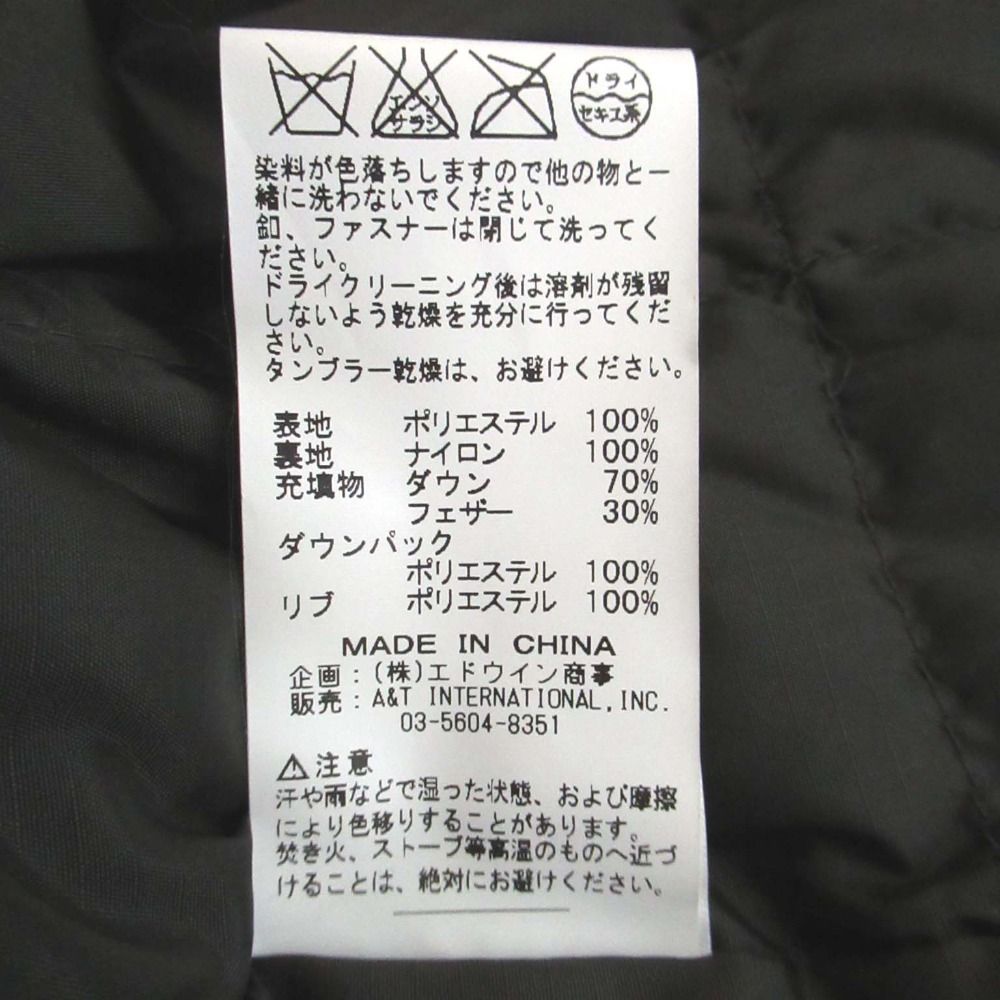 エンソ
サラシ
ドライ
セキユ系
染料が色落ちしますので他の物と一
緒に洗わないでください。
釦、ファスナーは閉じて洗ってく
ださい。
ドライクリーニング後は溶剤が残留
しないよう乾燥を充分に行ってくだ
さい。
タンブラー乾燥は、お避けください。
表地 ポリエステル 100%
裏地 ナイロン 100%
充填物 ダウン 70%
フェザー 30%
ダウンパック
ポリエステル 100%
リブ ポリエステル 100%
MADE IN CHINA
企画：(株)エドウイン商事
販売：A&T INTERNATIONAL,INC.
03-5604-8351
⚠注意
汗や雨などで湿った状態、および摩擦
により色移りすることがあります。
焚き火、ストーブ等高温のものへ近づ
けることは、絶対にお避けください。